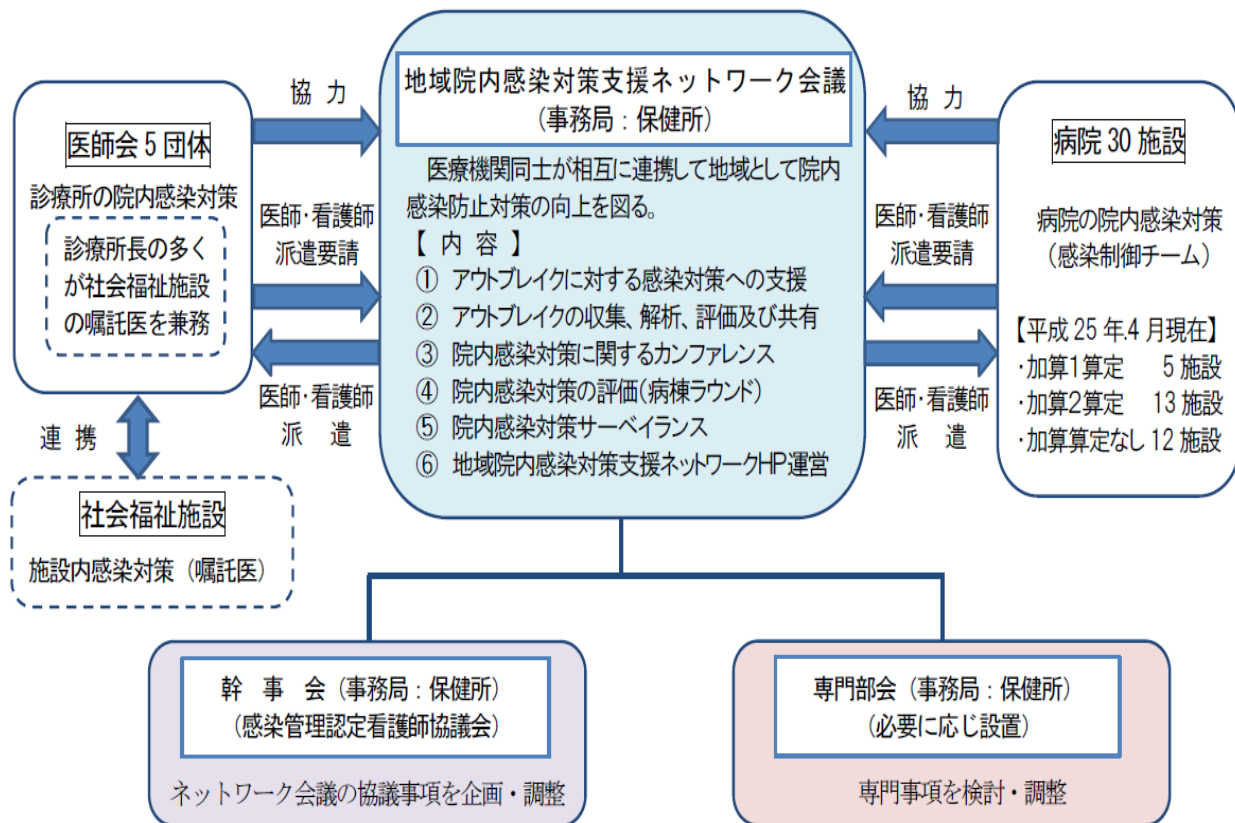 地域院内感染対策支援ネットワーク会議
(事務局：保健所)
医療機関同士が相互に連携して地域として院内
感染防止対策の向上を図る。
【 内 容 】
① アウトブレイクに対する感染対策への支援
② アウトブレイクの収集、解析、評価及び共有
③ 院内感染対策に関するカンファレンス
④ 院内感染対策の評価(病棟ラウンド)
⑤ 院内感染対策サーベイランス
⑥ 地域院内感染対策支援ネットワークHP運営
協 力
医師会5団体
診療所の院内感染対策
診療所長の多く
が社会福祉施設
の嘱託医を兼務
医師･看護師
派遣要請
医師･看護師
派 遣
連 携
社会福祉施設
施設内感染対策（嘱託医）
協 力
病院30施設
病院の院内感染対策
（感染制御チーム）
【平成25年.4月現在】
･加算1算定 5施設
･加算2算定 13施設
･加算算定なし 12施設
医師･看護師
派遣要請
医師･看護師
派 遣
幹 事 会（事務局：保健所）
(感染管理認定看護師協議会)
ネットワーク会議の協議事項を企画・調整
専門部会（事務局：保健所）
(必要に応じ設置)
専門事項を検討・調整